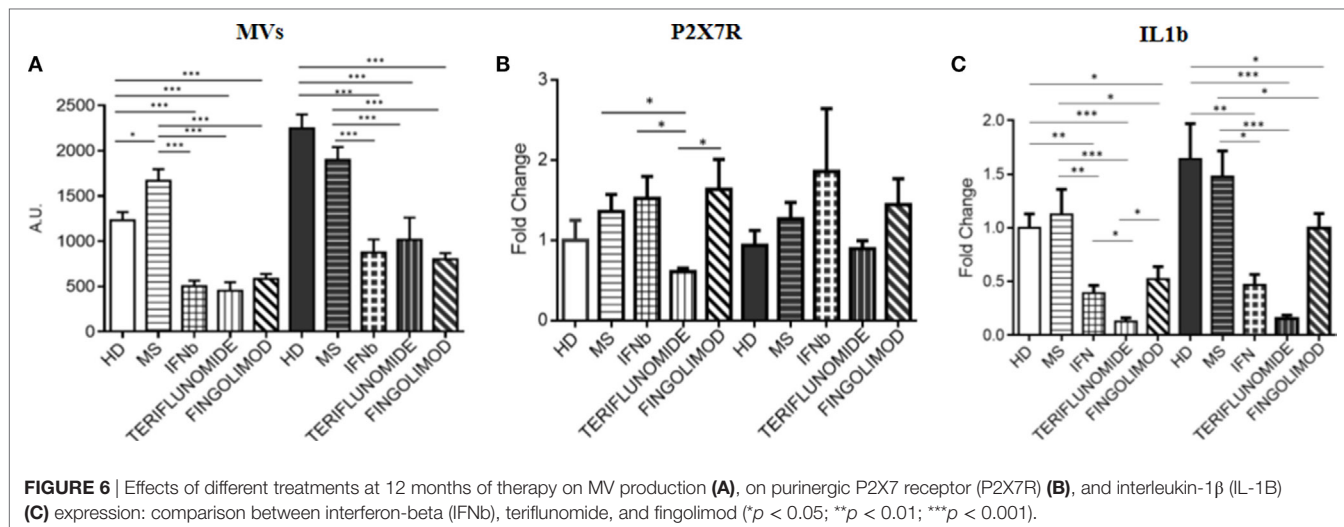 MVs
P2X7R
IL1b
A
***
***
***
***
***
*
***
***
***
***
***
***
***
2500
2000
1500
1000
500
0
A.U.
HD
MS
IFNb
TERIFLUNOMIDE
FINGOLIMOD
HD
MS
IFNb
TERIFLUNOMIDE
FINGOLIMOD
B
*
*
*
3
2
1
0
Fold Change
HD
MS
IFNb
TERIFLUNOMIDE
FINGOLIMOD
HD
MS
IFNb
TERIFLUNOMIDE
FINGOLIMOD
C
*
*
***
**
***
**
*
*
*
***
*
**
***
*
2.0
1.5
1.0
0.5
0.0
Fold Change
HD
MS
IFN
TERIFLUNOMIDE
FINGOLIMOD
HD
MS
IFN
TERIFLUNOMIDE
FINGOLIMOD
FIGURE 6 | Effects of different treatments at 12 months of therapy on MV production (A), on purinergic P2X7 receptor (P2X7R) (B), and interleukin-1β (IL-1B)
(C) expression: comparison between interferon-beta (IFNb), teriflunomide, and fingolimod (*p < 0.05; **p < 0.01; ***p < 0.001).